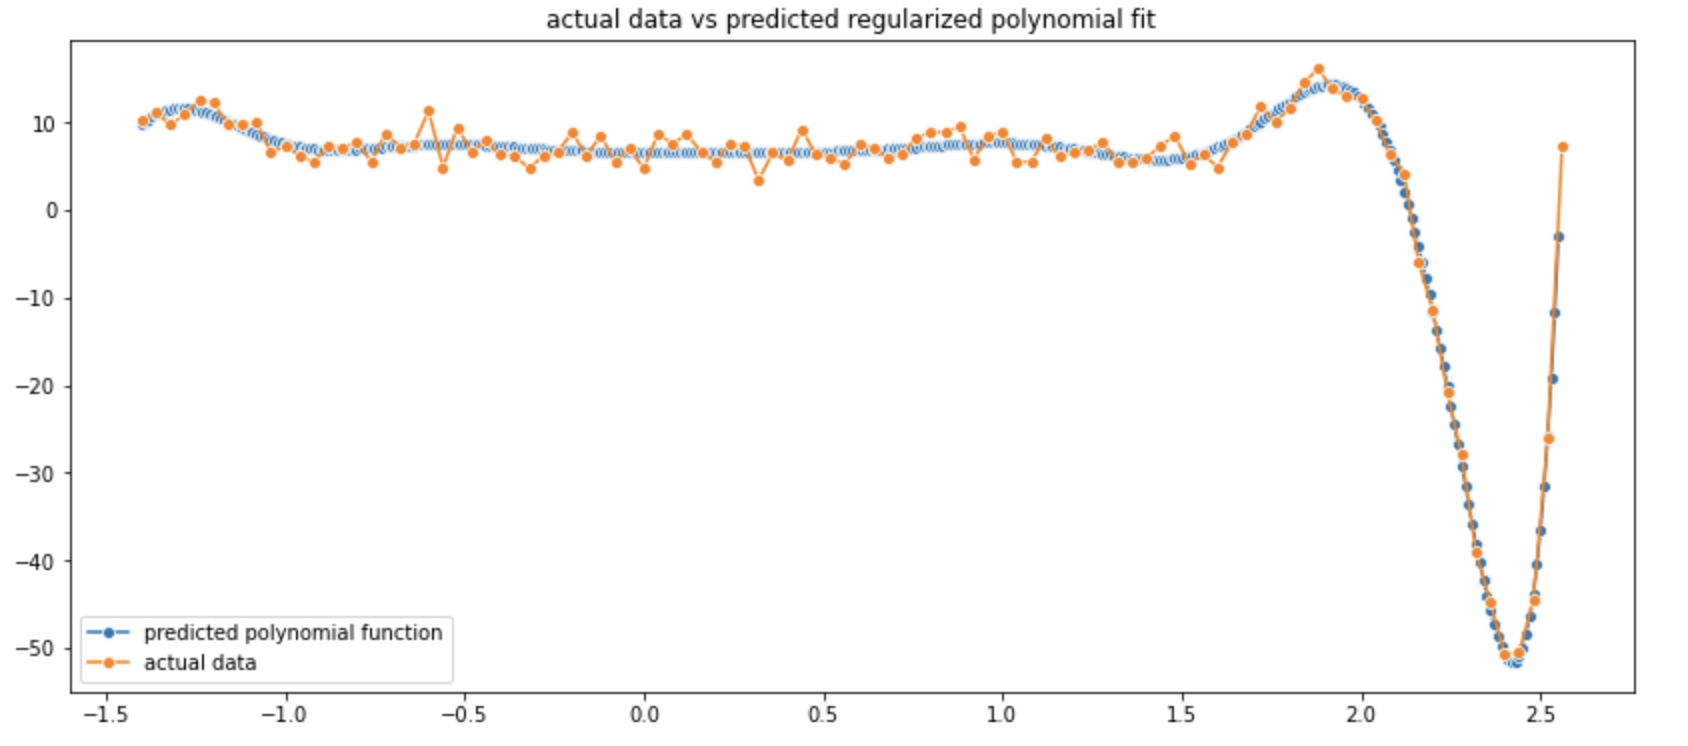 actual data vs predicted regularized polynomial fit
10
0
−10
−20
−30
−40
−50
predicted polynomial function
actual data
−1.5 −1.0 −0.5 0.0 0.5 1.0 1.5 2.0 2.5